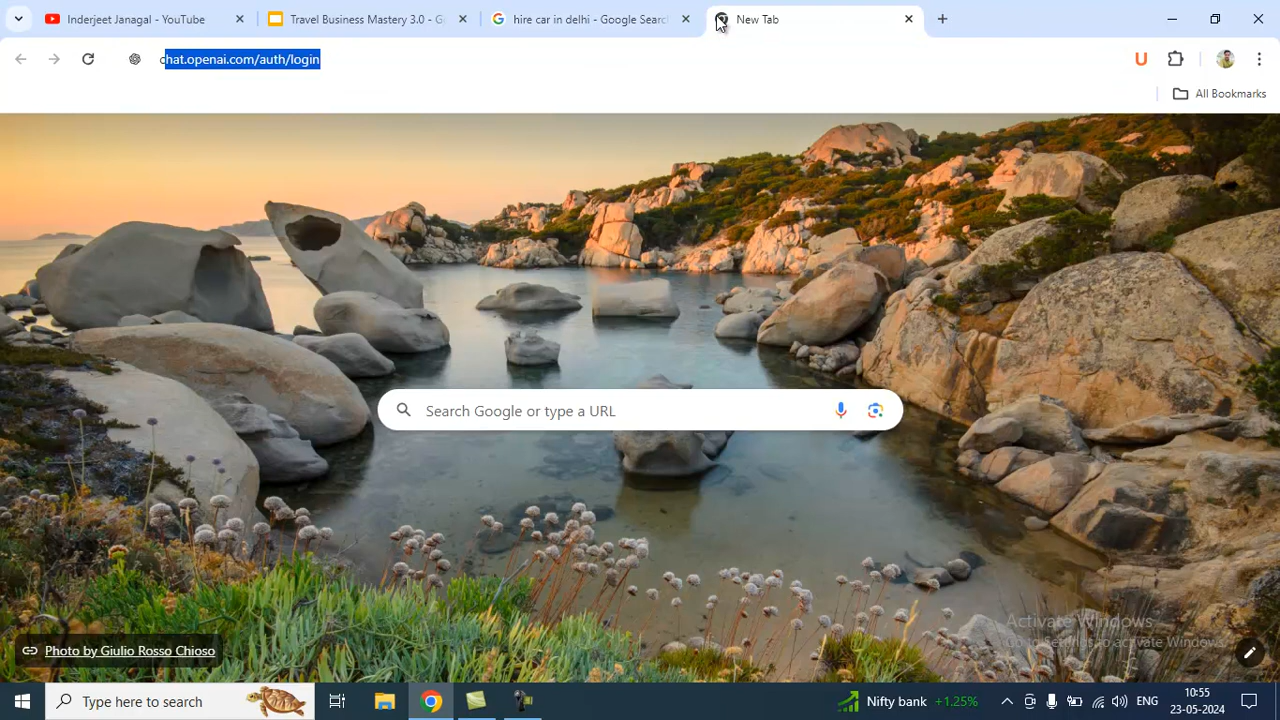 Inderjeet Janagal - YouTube
Travel Business Mastery 3.0 - G
hire car in delhi - Google Searc
New Tab
chat.openai.com/auth/login
U
All Bookmarks
Search Google or type a URL
Activate Windows
Go to Settings to activate Windows.
Photo by Giulio Rosso Chioso
Type here to search
Nifty bank +1.25%
ENG
10:55
23-05-2024